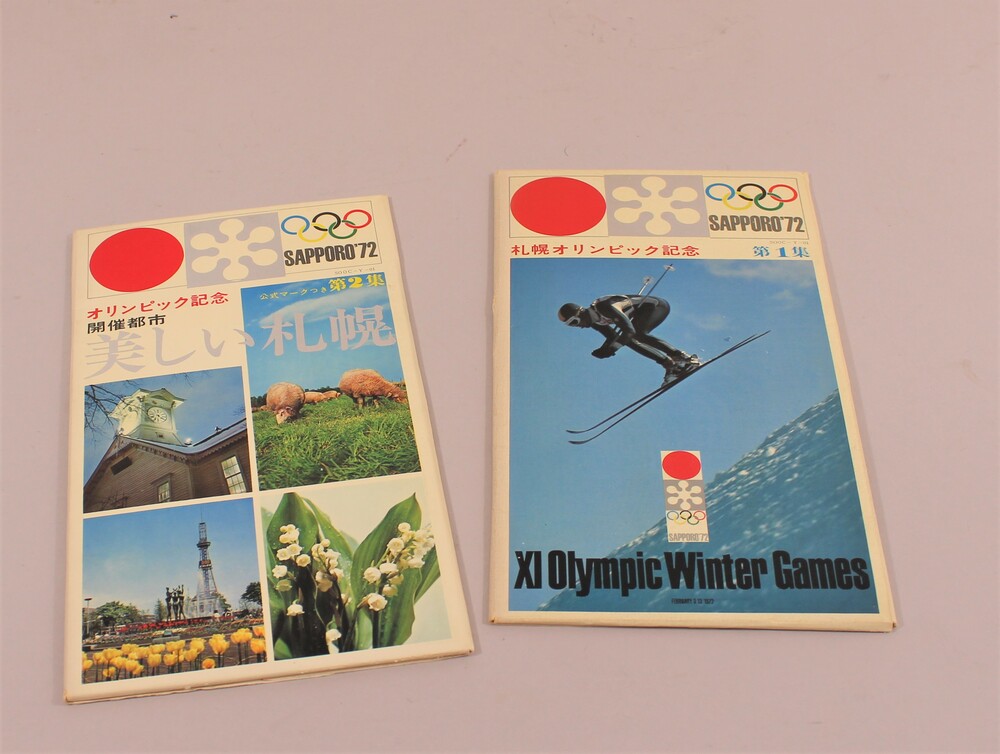 SAPPORO'72
オリンピック記念
公式マークつき第2集
開催都市
美しい札幌
SAPPORO'72
札幌オリンピック記念 第1集
SAPPORO'72
XI Olympic Winter Games